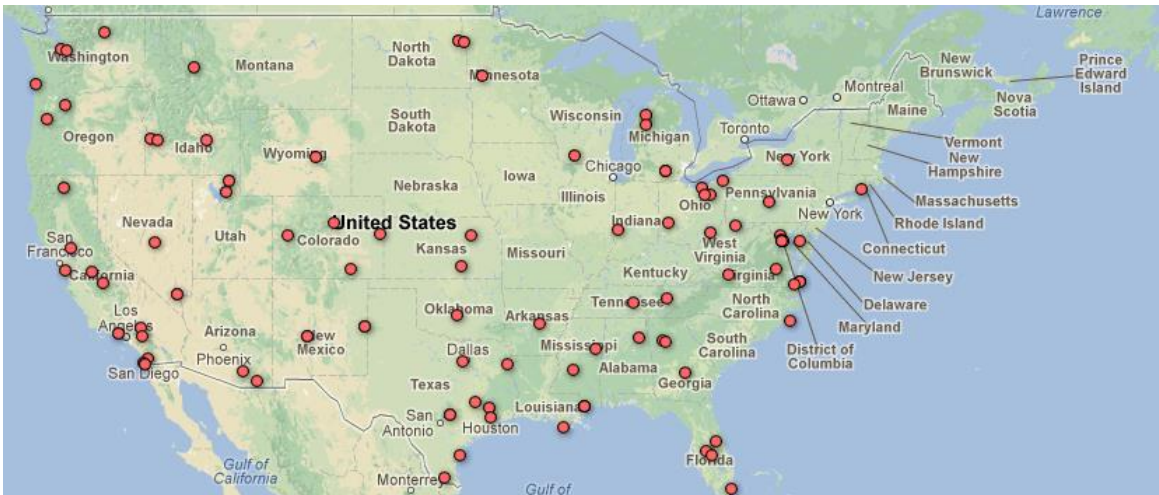 Lawrence
Washington
Montana
North
Dakota
Minnesota
New
Brunswick
Prince
Edward
Island
Nova
Scotia
Ottawa
Montreal
Maine
Oregon
Idaho
Wyoming
South
Dakota
Wisconsin
Michigan
Toronto
New York
Vermont
New
Hampshire
Nebraska
Iowa
Chicago
Illinois
Ohio
Pennsylvania
New York
Massachusetts
Rhode Island
Connecticut
New Jersey
Delaware
Maryland
District of
Columbia
Nevada
Utah
Colorado
United States
Kansas
Missouri
Indiana
West
Virginia
Virginia
Kentucky
San
Francisco
California
Los
Angeles
San Diego
Arizona
Phoenix
New
Mexico
Oklahoma
Arkansas
Tennessee
North
Carolina
South
Carolina
Dallas
Texas
Mississippi
Alabama
Georgia
San
Antonio
Houston
Louisiana
Florida
Gulf of
California
Monterrey
Gulf of